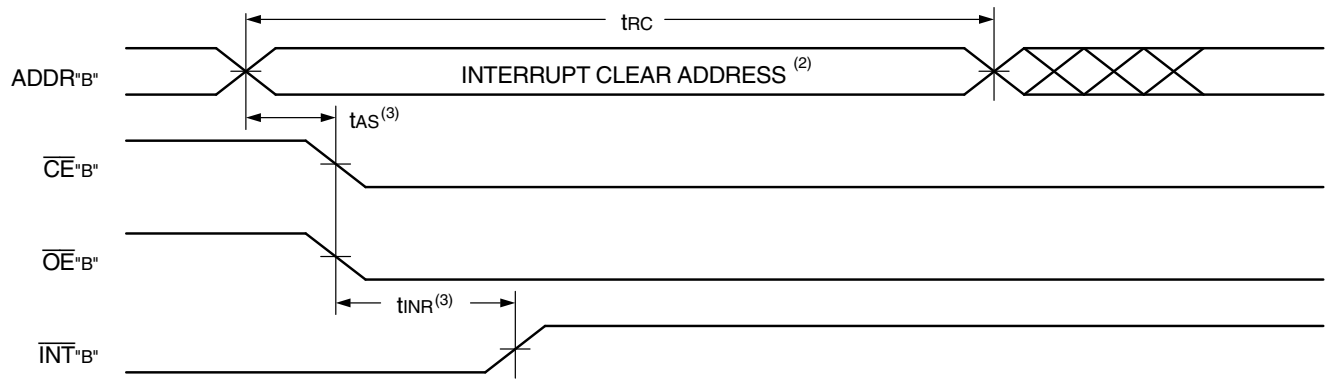 tRC
ADDR"B"
INTERRUPT CLEAR ADDRESS (2)
tAS(3)
CE"B"
OE"B"
tINR(3)
INT"B"